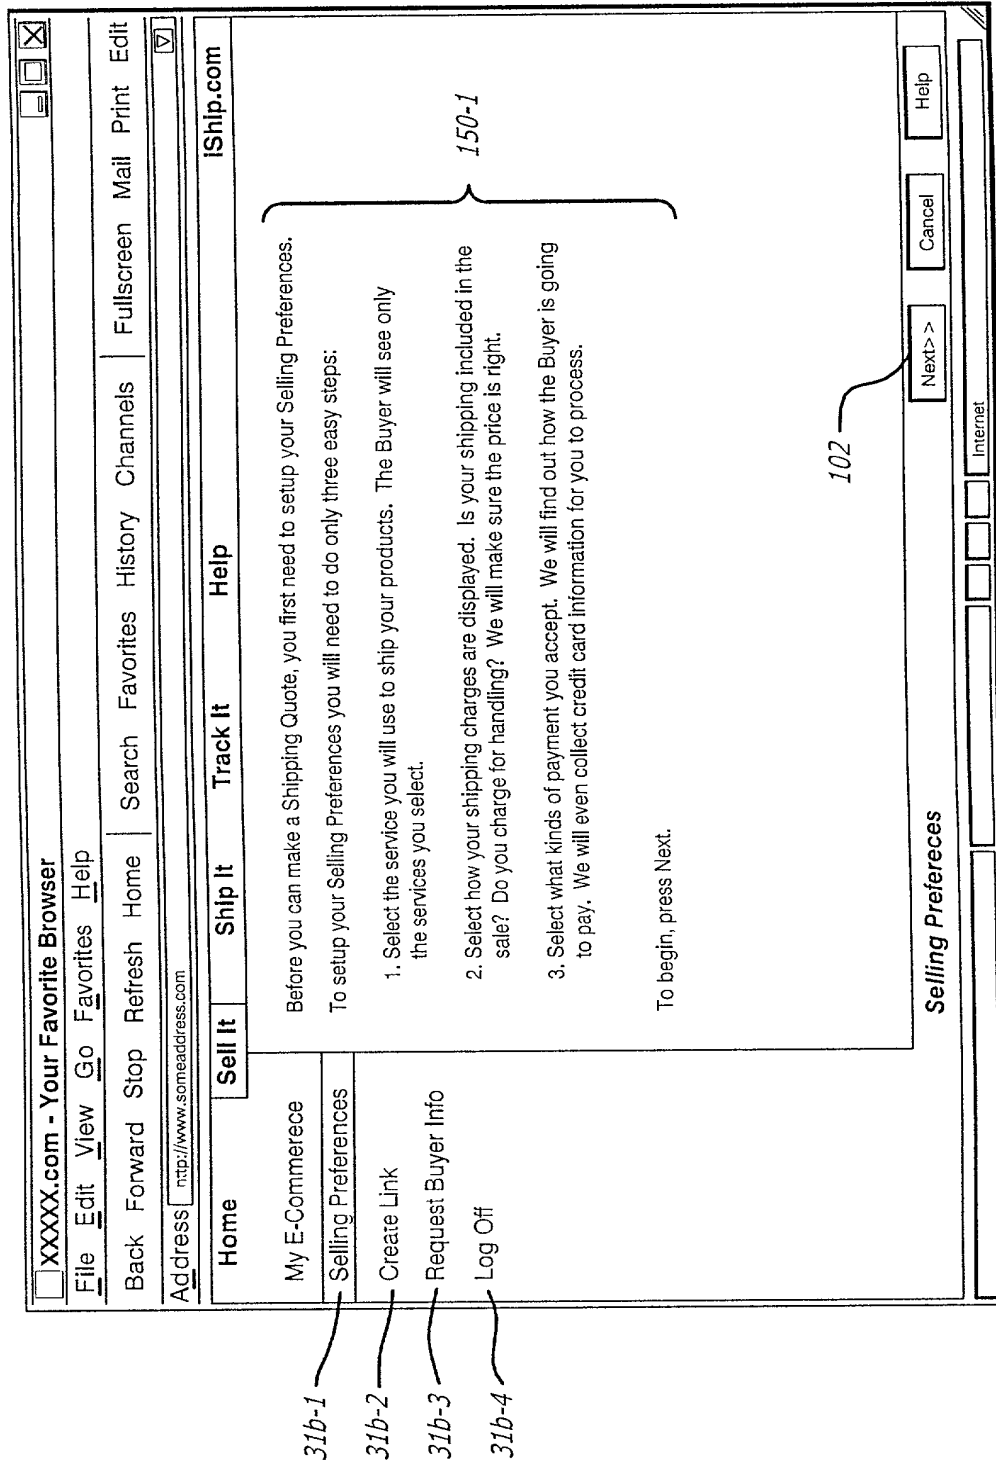 XXXXX.com - Your Favorite Browser
File Edit View Go Favorites Help
Back Forward Stop Refresh Home Search Favorites History Channels Fullscreen Mail Print Edit
Address http://www.someaddress.com
Home Sell It Ship It Track It Help iShip.com
My E-Commerece
Selling Preferences
Create Link
Request Buyer Info
Log Off
31b-1
31b-2
31b-3
31b-4
Before you can make a Shipping Quote, you first need to setup your Selling Preferences.
To setup your Selling Preferences you will need to do only three easy steps:
1. Select the service you will use to ship your products. The Buyer will see only
the services you select.
2. Select how your shipping charges are displayed. Is your shipping included in the
sale? Do you charge for handling? We will make sure the price is right.
3. Select what kinds of payment you accept. We will find out how the Buyer is going
to pay. We will even collect credit card information for you to process.
To begin, press Next.
150-1
102
Selling Prefereces
Next>> Cancel Help
Internet